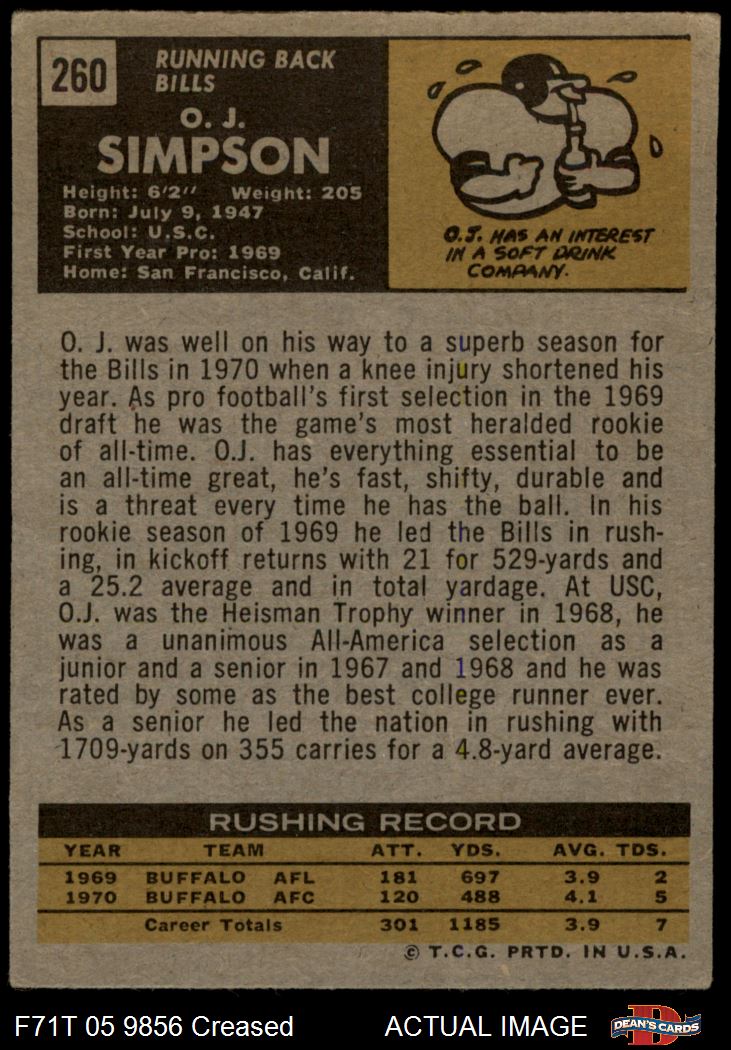 260
RUNNING BACK
BILLS
O. J.
SIMPSON
Height: 6'2" Weight: 205
Born: July 9, 1947
School: U.S.C.
First Year Pro: 1969
Home: San Francisco, Calif.
O.J. HAS AN INTEREST
IN A SOFT DRINK
COMPANY.
O. J. was well on his way to a superb season for
the Bills in 1970 when a knee injury shortened his
year. As pro football's first selection in the 1969
draft he was the game's most heralded rookie
of all-time. O.J. has everything essential to be
an all-time great, he's fast, shifty, durable and
is a threat every time he has the ball. In his
rookie season of 1969 he led the Bills in rush-
ing, in kickoff returns with 21 for 529-yards and
a 25.2 average and in total yardage. At USC,
O.J. was the Heisman Trophy winner in 1968, he
was a unanimous All-America selection as a
junior and a senior in 1967 and 1968 and he was
rated by some as the best college runner ever.
As a senior he led the nation in rushing with
1709-yards on 355 carries for a 4.8-yard average.
RUSHING RECORD
YEAR TEAM ATT. YDS. AVG. TDS.
1969 BUFFALO AFL 181 697 3.9 2
1970 BUFFALO AFC 120 488 4.1 5
Career Totals 301 1185 3.9 7
© T.C.G. PRTD. IN U.S.A.
F71T 05 9856 Creased ACTUAL IMAGE D DEAN'S CARDS